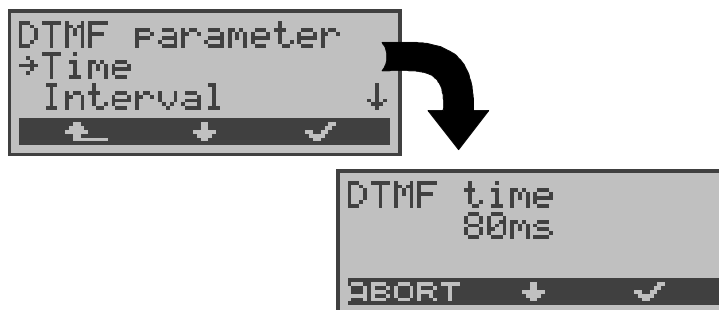 DTMF parameter
→Time
Interval ↓
DTMF time
80ms
ABORT